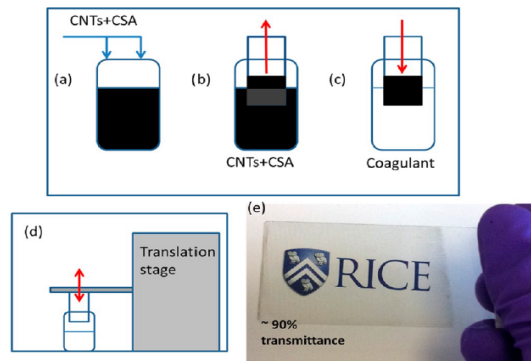 CNTs+CSA
(a)
(b)
(c)
CNTs+CSA
Coagulant
(d)
Translation
stage
(e)
RICE
~ 90%
transmittance